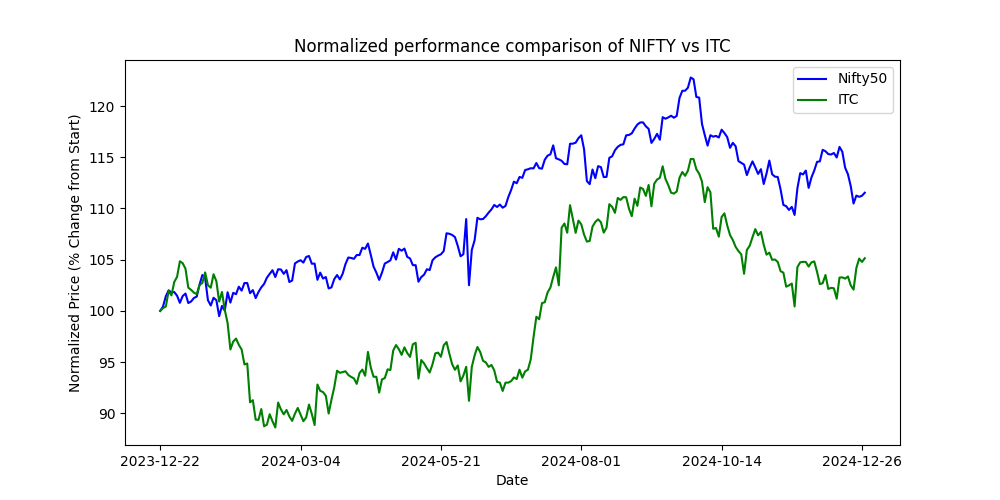 Normalized performance comparison of NIFTY vs ITC
Nifty50
ITC
Normalized Price (% Change from Start)
120
115
110
105
100
95
90
2023-12-22
2024-03-04
2024-05-21
2024-08-01
2024-10-14
2024-12-26
Date